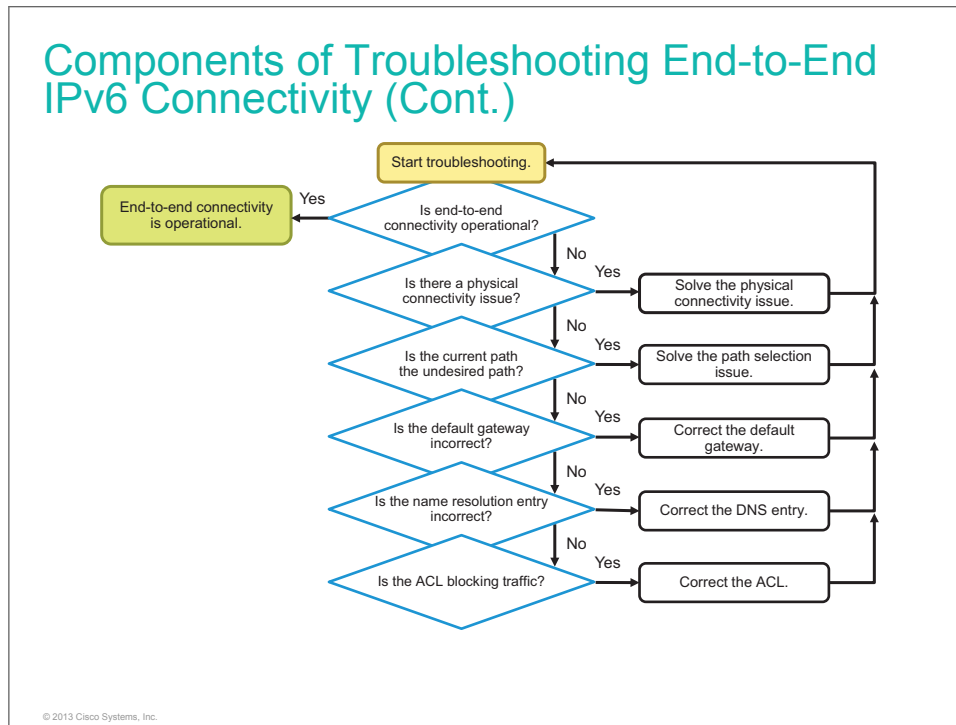 Components of Troubleshooting End-to-End
IPv6 Connectivity (Cont.)
Start troubleshooting.
End-to-end connectivity
is operational.
Yes
Is end-to-end
connectivity operational?
No
Is there a physical
connectivity issue?
Yes
Solve the physical
connectivity issue.
No
Is the current path
the undesired path?
Yes
Solve the path selection
issue.
No
Is the default gateway
incorrect?
Yes
Correct the default
gateway.
No
Is the name resolution entry
incorrect?
Yes
Correct the DNS entry.
No
Is the ACL blocking traffic?
Yes
Correct the ACL.
© 2013 Cisco Systems, Inc.